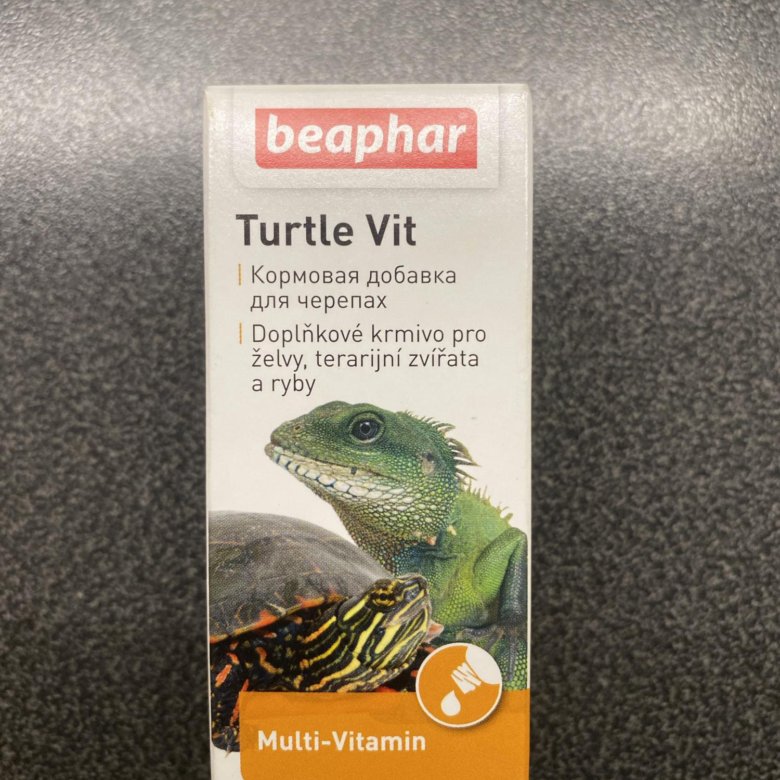 beaphar
Turtle Vit
Кормовая добавка
для черепах
Doplňkové krmivo pro
želvy, terarijní zvířata
a ryby
Multi-Vitamin